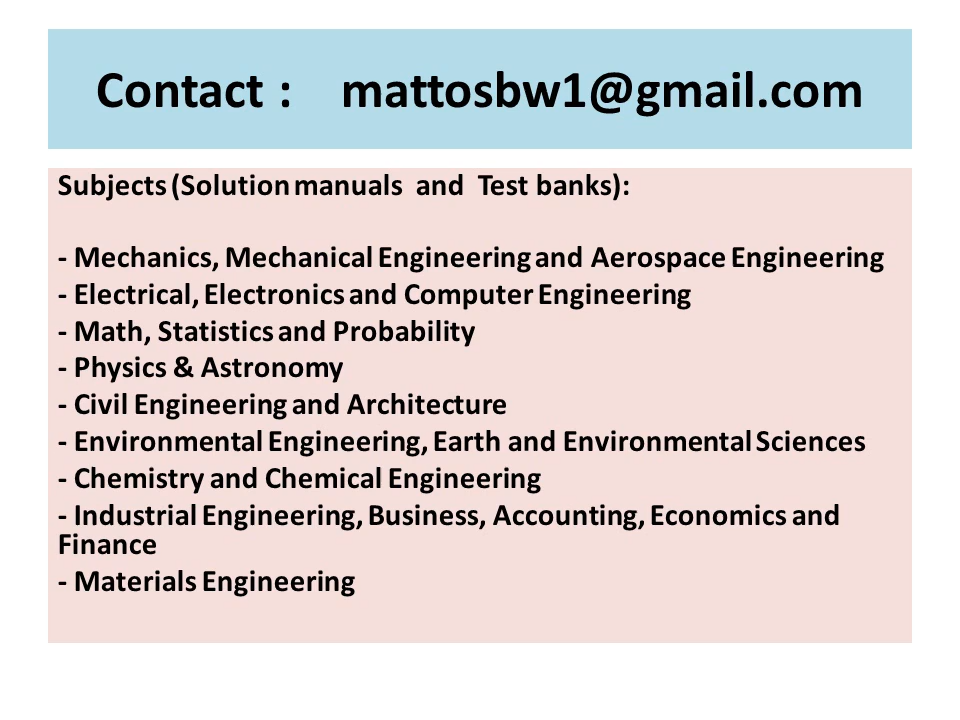 Contact :    mattosbw1@gmail.com
Subjects (Solution manuals  and  Test banks):
- Mechanics, Mechanical Engineering and Aerospace Engineering
- Electrical, Electronics and Computer Engineering
- Math, Statistics and Probability
- Physics & Astronomy
- Civil Engineering and Architecture
- Environmental Engineering, Earth and Environmental Sciences
- Chemistry and Chemical Engineering
- Industrial Engineering, Business, Accounting, Economics and
Finance
- Materials Engineering